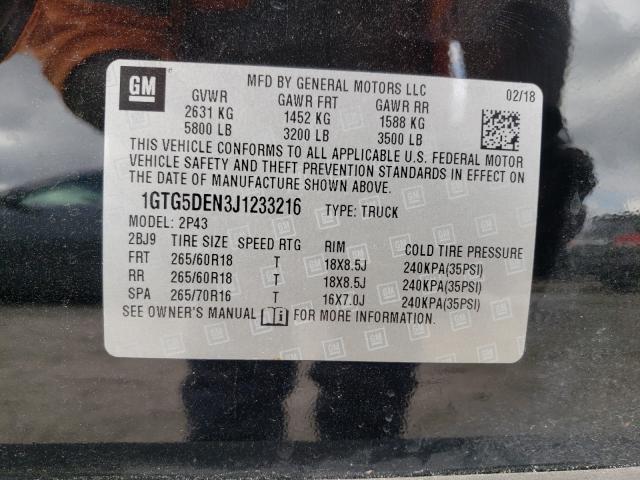 GM
MFD BY GENERAL MOTORS LLC
02/18
GVWR GAWR FRT GAWR RR
2631 KG 1452 KG 1588 KG
5800 LB 3200 LB 3500 LB
THIS VEHICLE CONFORMS TO ALL APPLICABLE U.S. FEDERAL MOTOR
VEHICLE SAFETY AND THEFT PREVENTION STANDARDS IN EFFECT ON
THE DATE OF MANUFACTURE SHOWN ABOVE.
1GTG5DEN3J1233216 TYPE: TRUCK
MODEL: 2P43
2BJ9 TIRE SIZE SPEED RTG RIM COLD TIRE PRESSURE
FRT 265/60R18 T 18X8.5J 240KPA(35PSI)
RR 265/60R18 T 18X8.5J 240KPA(35PSI)
SPA 265/70R16 T 16X7.0J 240KPA(35PSI)
SEE OWNER'S MANUAL FOR MORE INFORMATION.